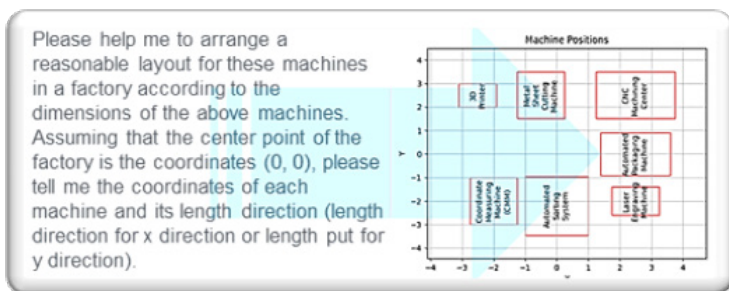 Please help me to arrange a
reasonable layout for these machines
in a factory according to the
dimensions of the above machines.
Assuming that the center point of the
factory is the coordinates (0, 0), please
tell me the coordinates of each
machine and its length direction (length
direction for x direction or length put for
y direction).
Machine Positions
4
3
2
1
0
−1
−2
−3
−4
Y
3D
Printer
Metal
Sheet
Cutting
Machine
CNC
Machining
Center
Automated
Packaging
Machine
Coordinate
Measuring
Machine
(CMM)
Automated
Sorting
System
Laser
Engraving
Machine
−4 −3 −2 −1 0 1 2 3 4